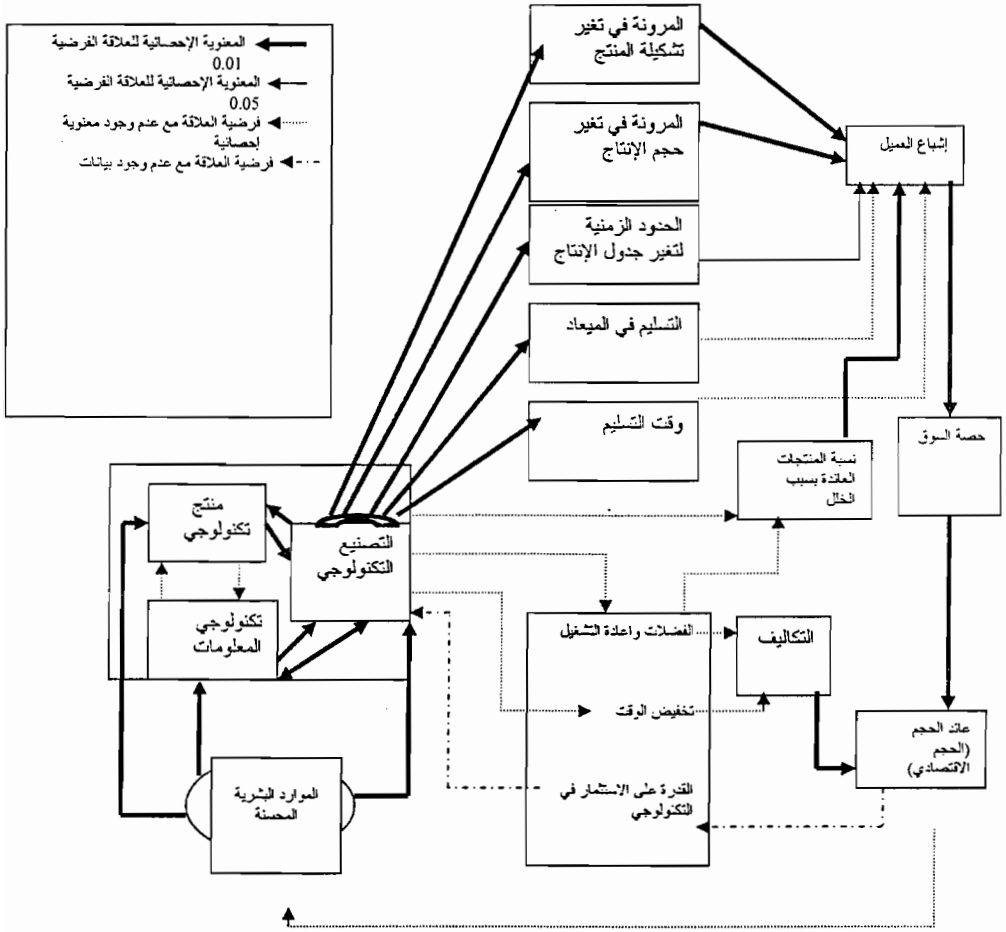 المعنوية الإحصائية للعلاقة الفرضية
0.01
المعنوية الإحصائية للعلاقة الفرضية
0.05
فرضية العلاقة مع عدم وجود معنوية
إحصائية
فرضية العلاقة مع عدم وجود بيانات
المرونة في تغير
تشكيلة المنتج
المرونة في تغير
حجم الإنتاج
الحدود الزمنية
لتغير جدول الإنتاج
التسليم في الميعاد
وقت التسليم
إشباع العميل
حصة السوق
نسبة المنتجات
العائدة بسبب
الخلل
منتج
تكنولوجي
التصنيع
التكنولوجي
تكنولوجي
المعلومات
الفضلات واعادة التشغيل
تخفيض الوقت
القدرة على الاستثمار في
التكنولوجي
التكاليف
عائد الحجم
(الحجم
الاقتصادي)
الموارد البشرية
المحسنة